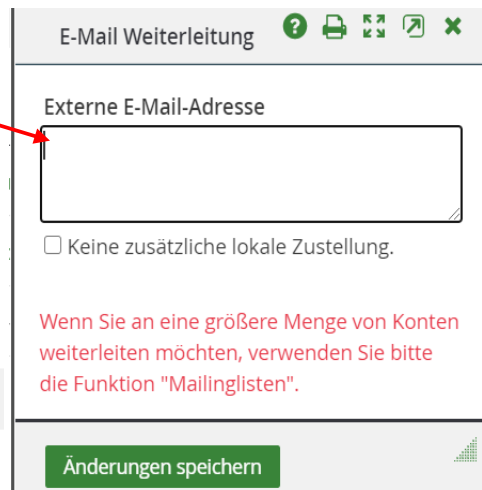 E-Mail Weiterleitung
Externe E-Mail-Adresse
Keine zusätzliche lokale Zustellung.
Wenn Sie an eine größere Menge von Konten
weiterleiten möchten, verwenden Sie bitte
die Funktion "Mailinglisten".
Änderungen speichern